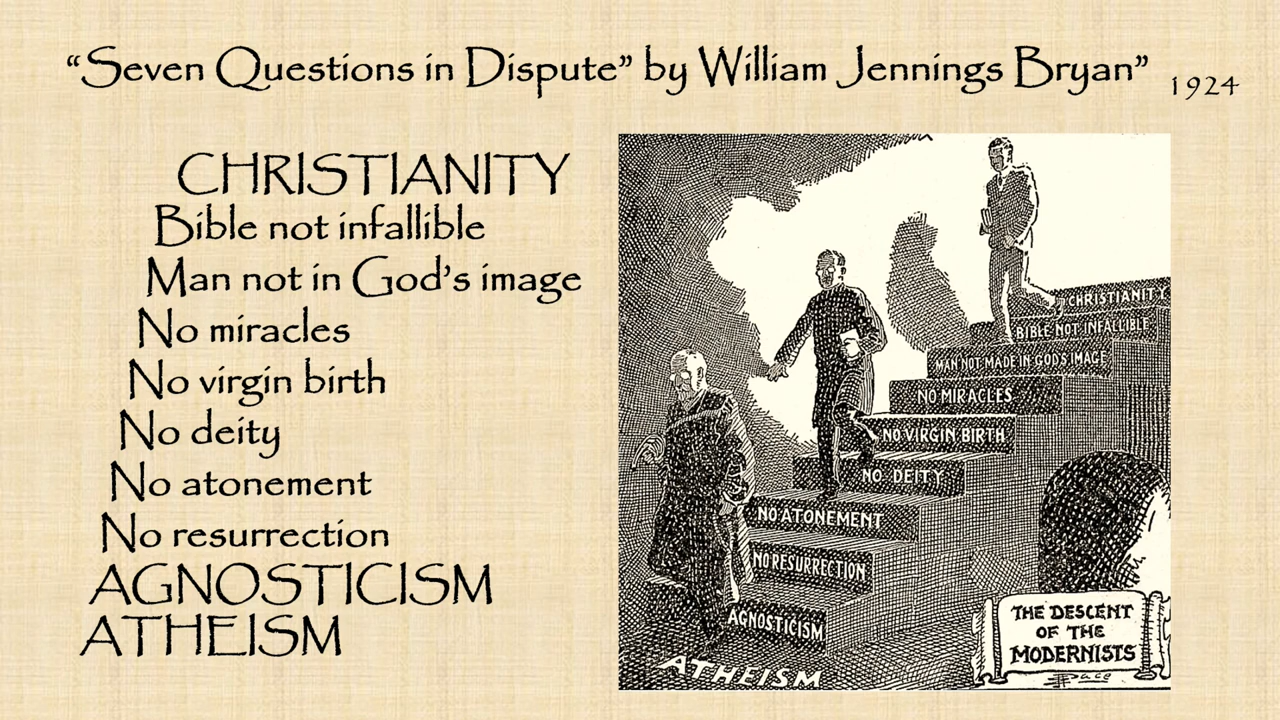 “Seven Questions in Dispute” by William Jennings Bryan” 1924
CHRISTIANITY
Bible not infallible
Man not in God’s image
No miracles
No virgin birth
No deity
No atonement
No resurrection
AGNOSTICISM
ATHEISM
CHRISTIANITY
BIBLE NOT INFALLIBLE
MAN NOT MADE IN GOD'S IMAGE
NO MIRACLES
NO VIRGIN BIRTH
NO DEITY
NO ATONEMENT
NO RESURRECTION
AGNOSTICISM
ATHEISM
THE DESCENT
OF THE
MODERNISTS
Pace